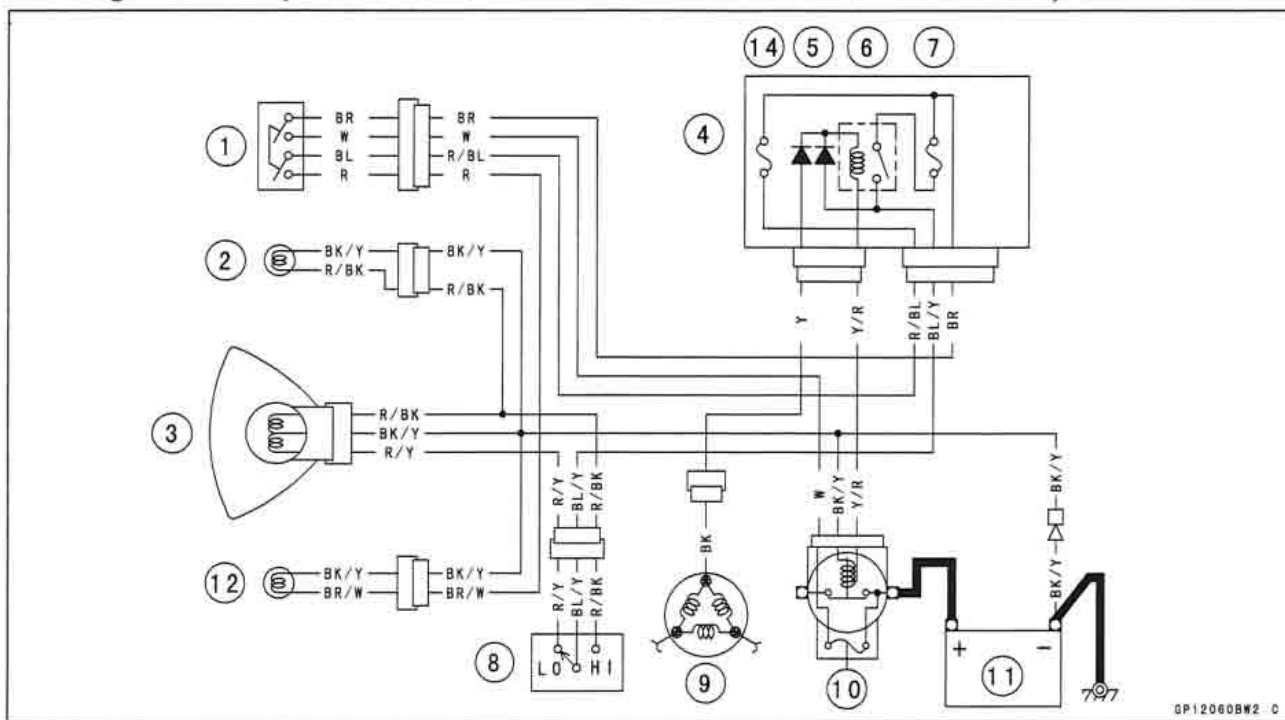 14 5 6 7
4
1
BR BR
W W
BL R/BL
R R
2
BK/Y BK/Y
R/BK R/BK
Y Y/R R/BL BL/Y BR
3
R/BK
BK/Y
R/Y
R/Y BL/Y R/BK
W BK/Y Y/R
BK/Y
BK
BK/Y
12
BK/Y BK/Y
BR/W BR/W
R/Y BL/Y R/BK
8
LO HI
9
10
+ -
11
GP12060BW2 C